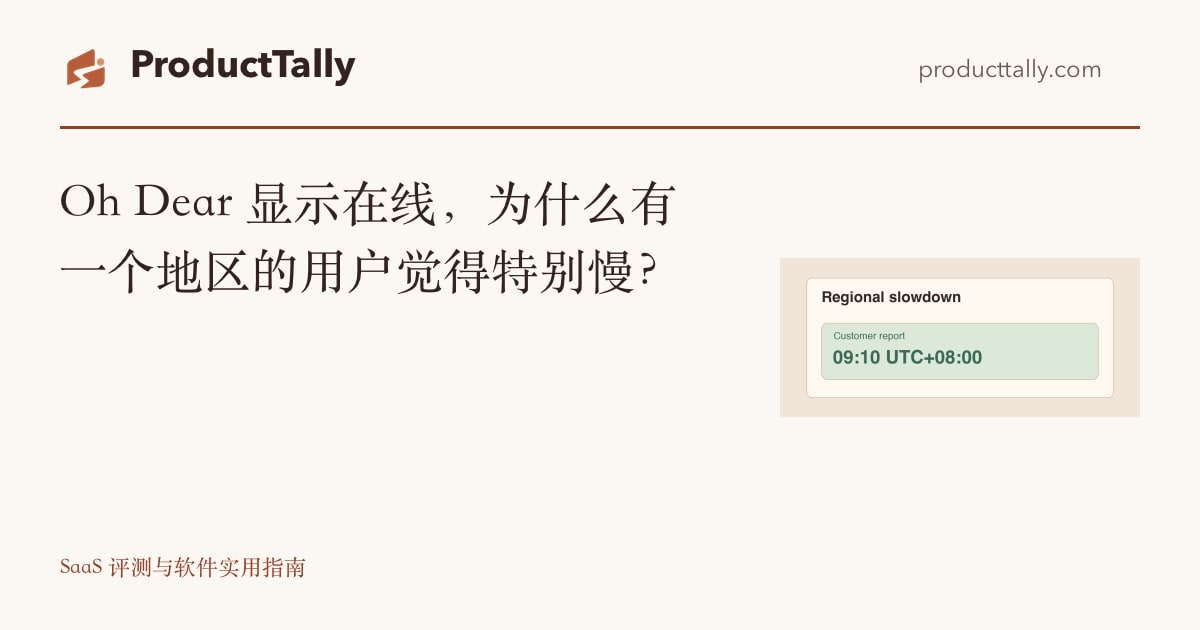 ProductTally
producttally.com
Oh Dear 显示在线，为什么有
一个地区的用户觉得特别慢？
Regional slowdown
Customer report
09:10 UTC+08:00
SaaS 评测与软件实用指南